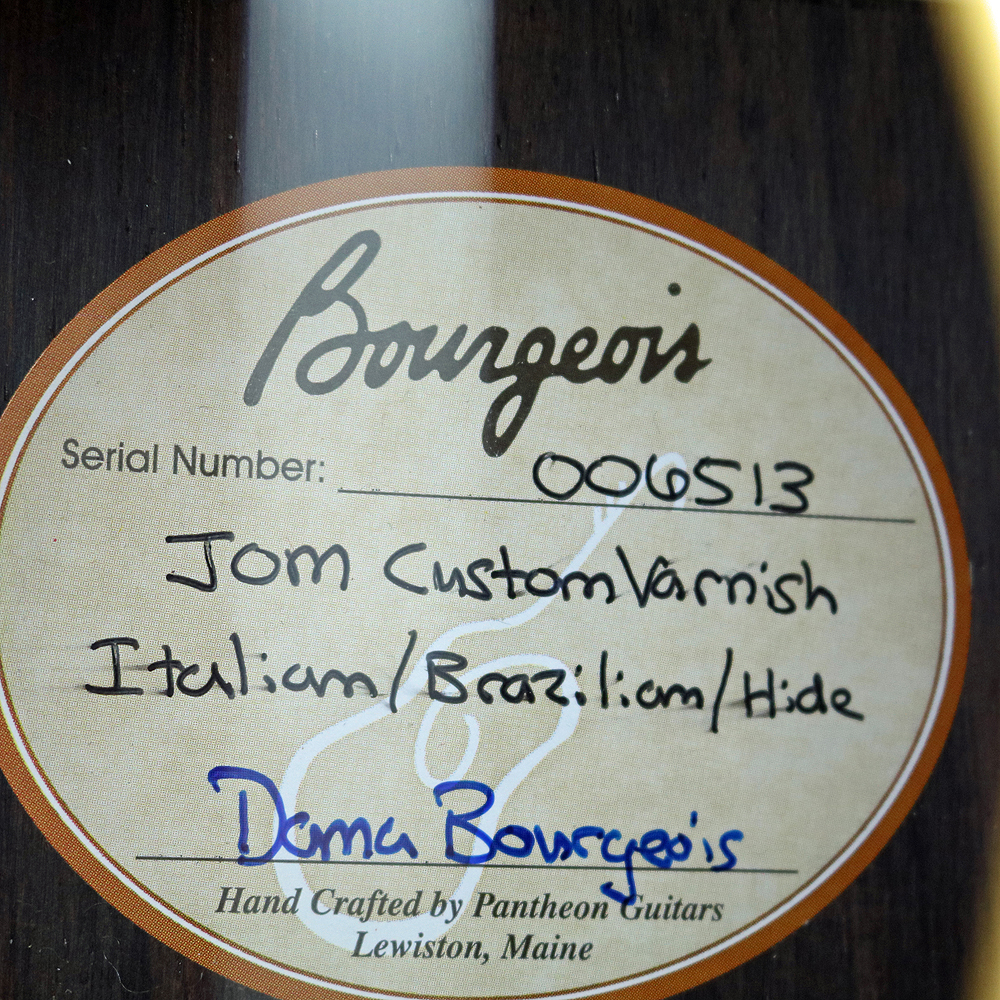 Bourgeois
Serial Number: 006513
JOM Custom Varnish
Italian/Brazilian/Hide
Dana Bourgeois
Hand Crafted by Pantheon Guitars
Lewiston, Maine